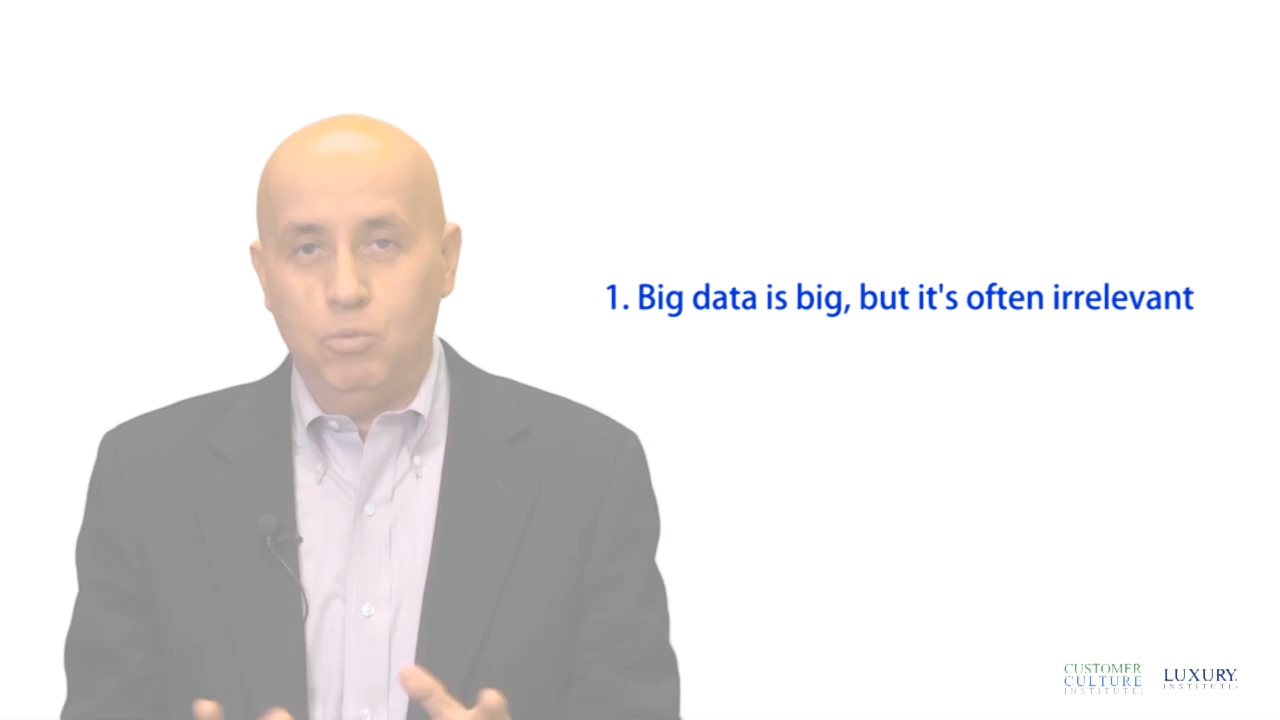 1. Big data is big, but it's often irrelevant
CUSTOMER
CULTURE
INSTITUTE
LUXURY
INSTITUTE